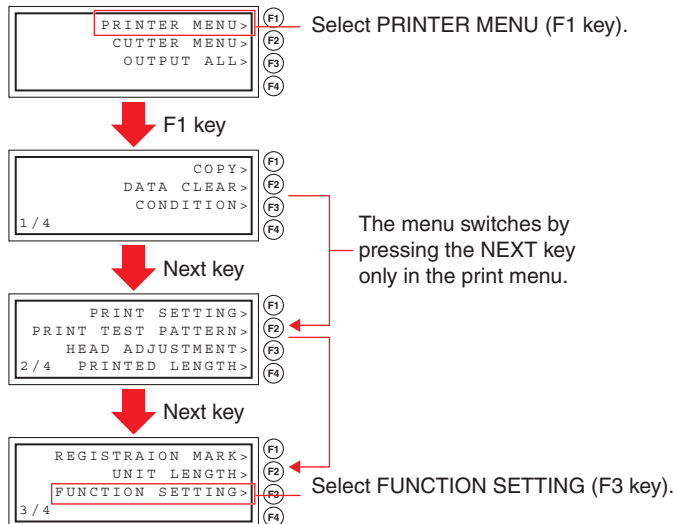 PRINTER MENU> F1 Select PRINTER MENU (F1 key).
CUTTER MENU> F2
OUTPUT ALL> F3
F4
F1 key
COPY> F1
DATA CLEAR> F2
CONDITION> F3
1/4 F4
The menu switches by
pressing the NEXT key
only in the print menu.
Next key
PRINT SETTING> F1
PRINT TEST PATTERN> F2
HEAD ADJUSTMENT> F3
2/4 PRINTED LENGTH> F4
Next key
REGISTRAION MARK> F1
UNIT LENGTH> F2
FUNCTION SETTING> F3 Select FUNCTION SETTING (F3 key).
3/4 F4